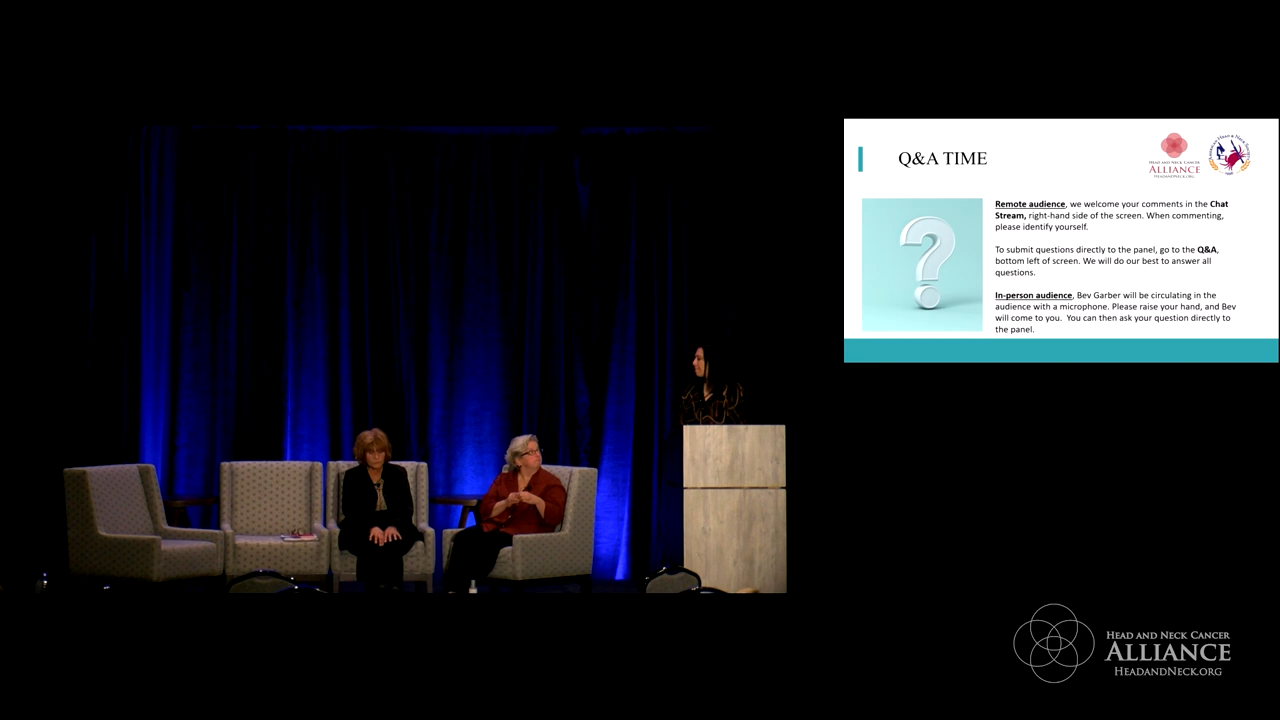 Q&A TIME
HEAD AND NECK CANCER
ALLIANCE
HEADANDNECK.ORG
Remote audience, we welcome your comments in the Chat
Stream, right-hand side of the screen. When commenting,
please identify yourself.
To submit questions directly to the panel, go to the Q&A,
bottom left of screen. We will do our best to answer all
questions.
In-person audience, Bev Garber will be circulating in the
audience with a microphone. Please raise your hand, and Bev
will come to you. You can then ask your question directly to
the panel.
HEAD AND NECK CANCER
ALLIANCE
HEADANDNECK.ORG